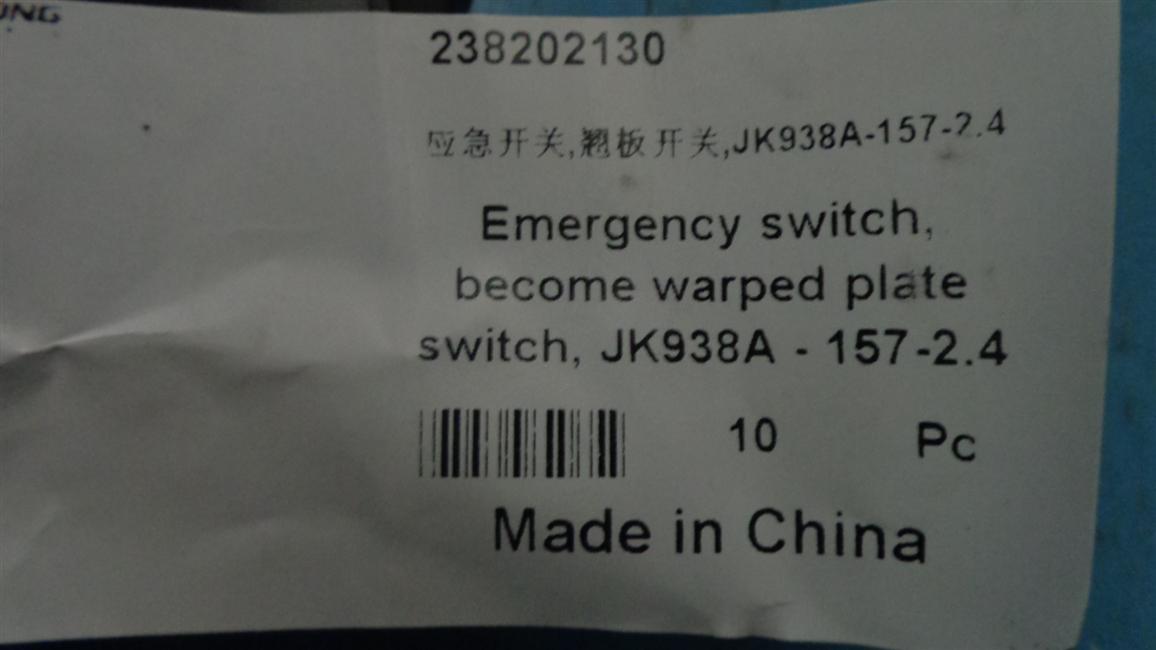 238202130
应急开关,翘板开关,JK938A-157-2.4
Emergency switch,
become warped plate
switch, JK938A - 157-2.4
10 Pc
Made in China